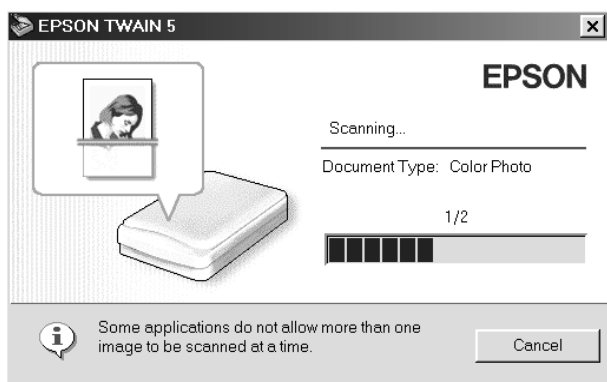 EPSON TWAIN 5
EPSON
Scanning...
Document Type: Color Photo
1/2
Some applications do not allow more than one
image to be scanned at a time.
Cancel